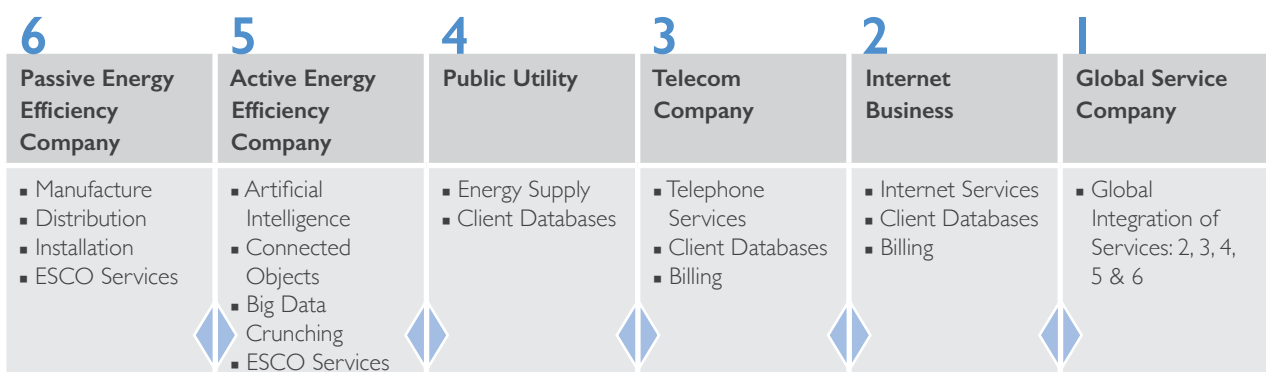 6
Passive Energy
Efficiency
Company
▪ Manufacture
▪ Distribution
▪ Installation
▪ ESCO Services
5
Active Energy
Efficiency
Company
▪ Artificial
Intelligence
▪ Connected
Objects
▪ Big Data
Crunching
▪ ESCO Services
4
Public Utility
▪ Energy Supply
▪ Client Databases
3
Telecom
Company
▪ Telephone
Services
▪ Client Databases
▪ Billing
2
Internet
Business
▪ Internet Services
▪ Client Databases
▪ Billing
1
Global Service
Company
▪ Global
Integration of
Services: 2, 3, 4,
5 & 6